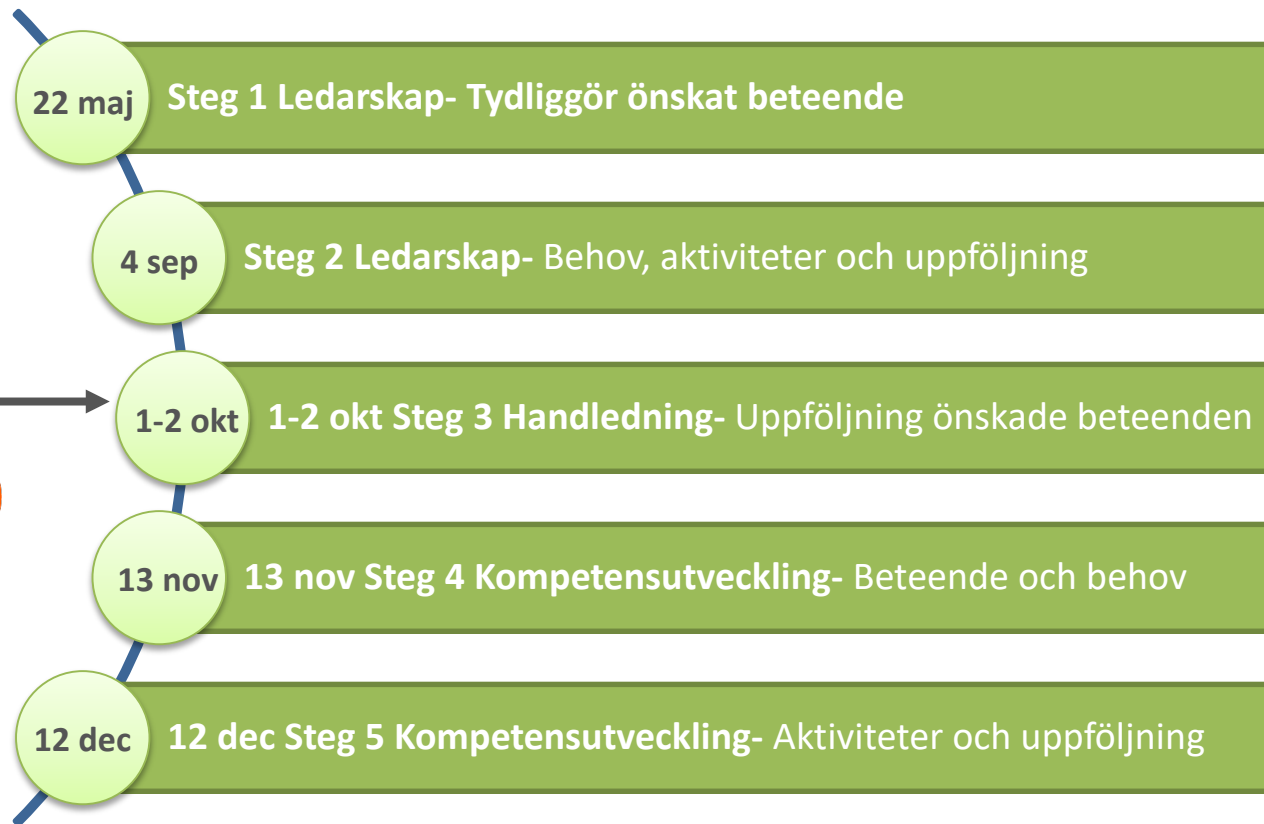 22 maj Steg 1 Ledarskap- Tydliggör önskat beteende
4 sep Steg 2 Ledarskap- Behov, aktiviteter och uppföljning
1-2 okt 1-2 okt Steg 3 Handledning- Uppföljning önskade beteenden
13 nov 13 nov Steg 4 Kompetensutveckling- Beteende och behov
12 dec 12 dec Steg 5 Kompetensutveckling- Aktiviteter och uppföljning